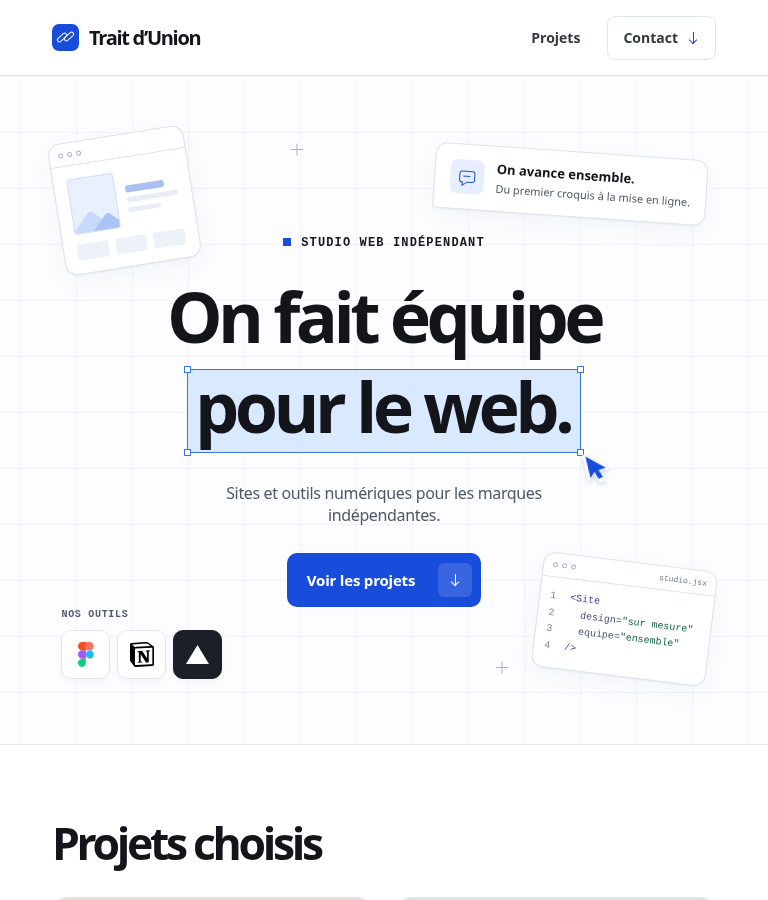 Trait d’Union
Projets
Contact
On avance ensemble.
Du premier croquis à la mise en ligne.
STUDIO WEB INDÉPENDANT
On fait équipe
pour le web.
Sites et outils numériques pour les marques
indépendantes.
Voir les projets
studio.jsx
1 <Site
2 design="sur mesure"
3 equipe="ensemble"
4 />
NOS OUTILS
N
Projets choisis